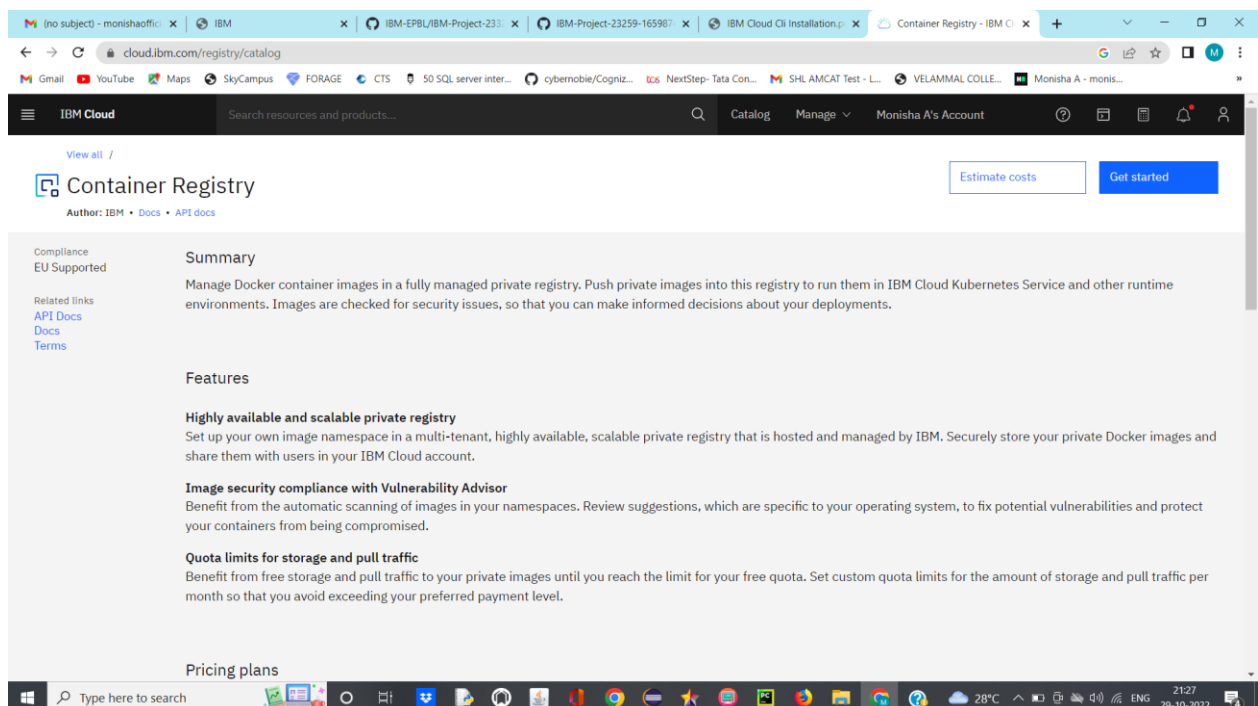 (no subject) - monishaoffic
IBM
IBM-EPBL/IBM-Project-233
IBM-Project-23259-165987
IBM Cloud Cli Installation.p
Container Registry - IBM Cl
cloud.ibm.com/registry/catalog
M
Gmail
YouTube
Maps
SkyCampus
FORAGE
CTS
50 SQL server inter...
cybernobie/Cogniz...
NextStep- Tata Con...
SHL AMCAT Test - L...
VELAMMAL COLLE...
Monisha A - monis...
IBM Cloud
Search resources and products...
Catalog
Manage
Monisha A's Account
View all /
Container Registry
Estimate costs
Get started
Author: IBM • Docs • API docs
Compliance
EU Supported
Related links
API Docs
Docs
Terms
Summary
Manage Docker container images in a fully managed private registry. Push private images into this registry to run them in IBM Cloud Kubernetes Service and other runtime
environments. Images are checked for security issues, so that you can make informed decisions about your deployments.
Features
Highly available and scalable private registry
Set up your own image namespace in a multi-tenant, highly available, scalable private registry that is hosted and managed by IBM. Securely store your private Docker images and
share them with users in your IBM Cloud account.
Image security compliance with Vulnerability Advisor
Benefit from the automatic scanning of images in your namespaces. Review suggestions, which are specific to your operating system, to fix potential vulnerabilities and protect
your containers from being compromised.
Quota limits for storage and pull traffic
Benefit from free storage and pull traffic to your private images until you reach the limit for your free quota. Set custom quota limits for the amount of storage and pull traffic per
month so that you avoid exceeding your preferred payment level.
Pricing plans
Type here to search
28°C
ENG
21:27
29-10-2022